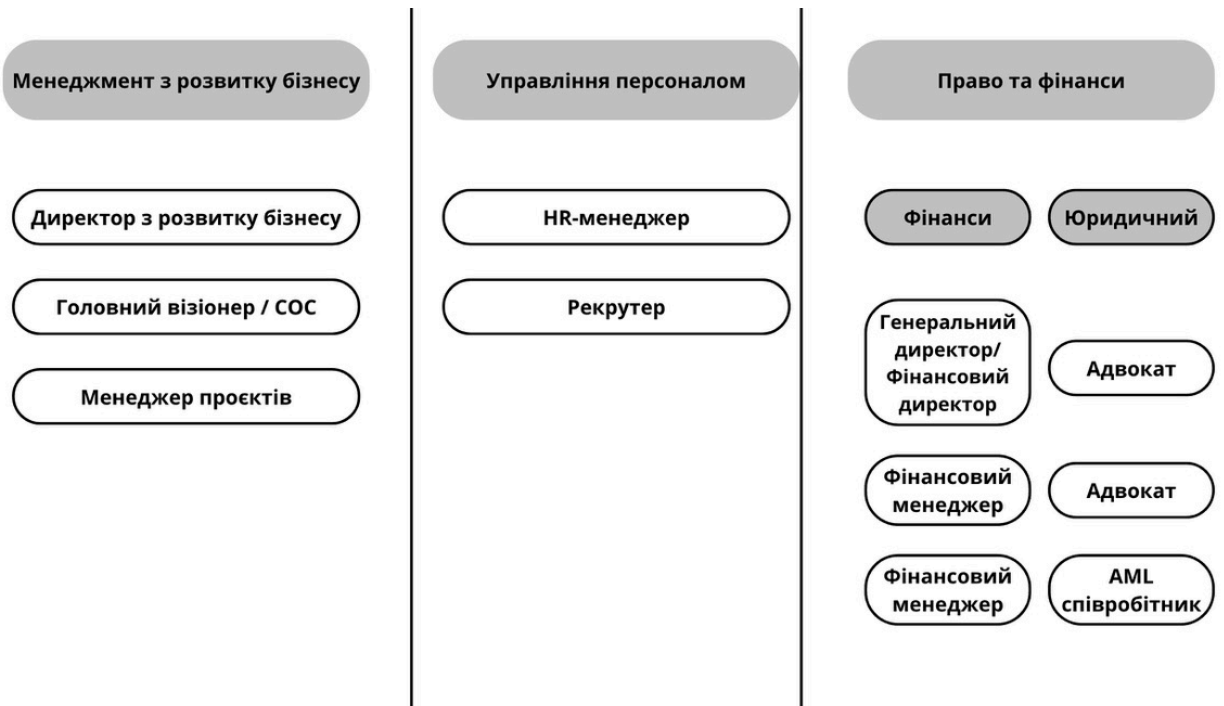 Менеджмент з розвитку бізнесу
Управління персоналом
Право та фінанси
Директор з розвитку бізнесу
HR-менеджер
Фінанси
Юридичний
Головний візіонер / COC
Рекрутер
Генеральний
директор/
Фінансовий
директор
Адвокат
Менеджер проєктів
Фінансовий
менеджер
Адвокат
Фінансовий
менеджер
AML
співробітник